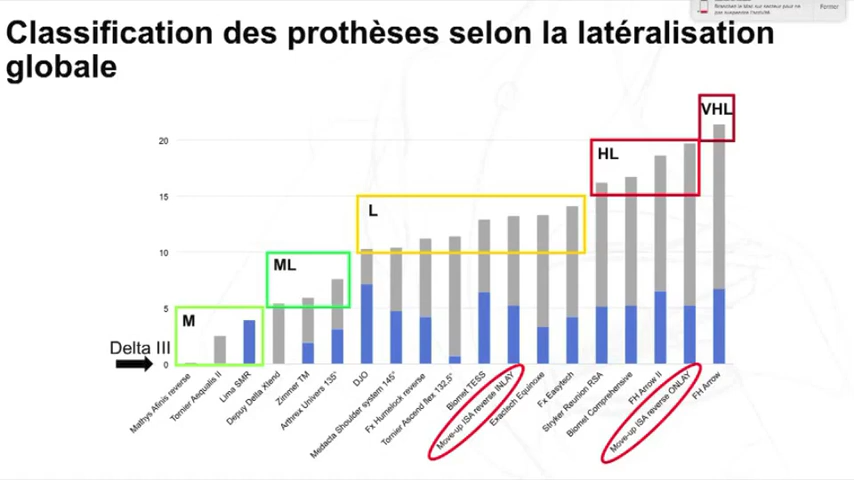 Classification des prothèses selon la latéralisation
globale
Fermer
VHL
20
HL
15
L
10
ML
5
M
Delta III
0
Mathys Afinis reverse
Tornier Aequalis II
Lima SMR
Depuy Delta Xtend
Zimmer TM
Arthrex Univers 135°
DJO
Medacta Shoulder system 145°
Fx Humelock reverse
Tornier Ascend flex 132,5°
Biomet TESS
Move-up ISA reverse INLAY
Exactech Equinoxe
Fx Easytech
Stryker Reunion RSA
Biomet Comprehensive
FH Arrow II
Move-up ISA reverse ONLAY
FH Arrow